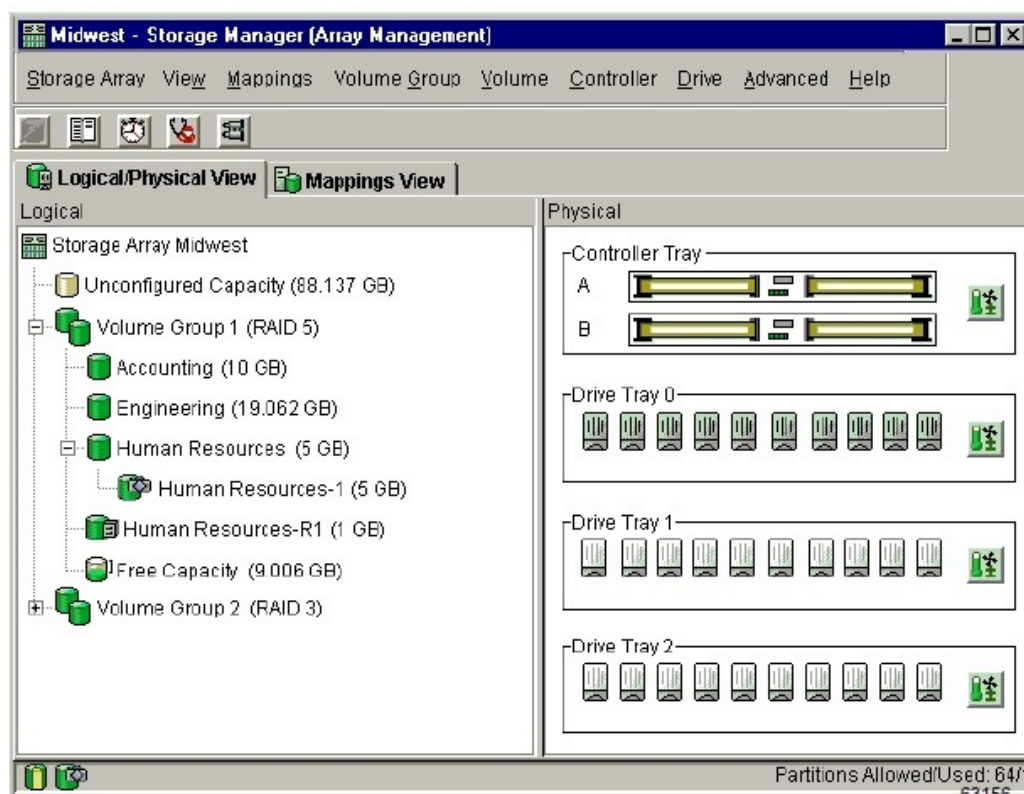 Midwest - Storage Manager (Array Management)
Storage Array View Mappings Volume Group Volume Controller Drive Advanced Help
Logical/Physical View Mappings View
Logical
Storage Array Midwest
Unconfigured Capacity (88.137 GB)
Volume Group 1 (RAID 5)
Accounting (10 GB)
Engineering (19.062 GB)
Human Resources (5 GB)
Human Resources-1 (5 GB)
Human Resources-R1 (1 GB)
Free Capacity (9.006 GB)
Volume Group 2 (RAID 3)
Physical
Controller Tray
A
B
Drive Tray 0
Drive Tray 1
Drive Tray 2
Partitions Allowed/Used: 64/
63156